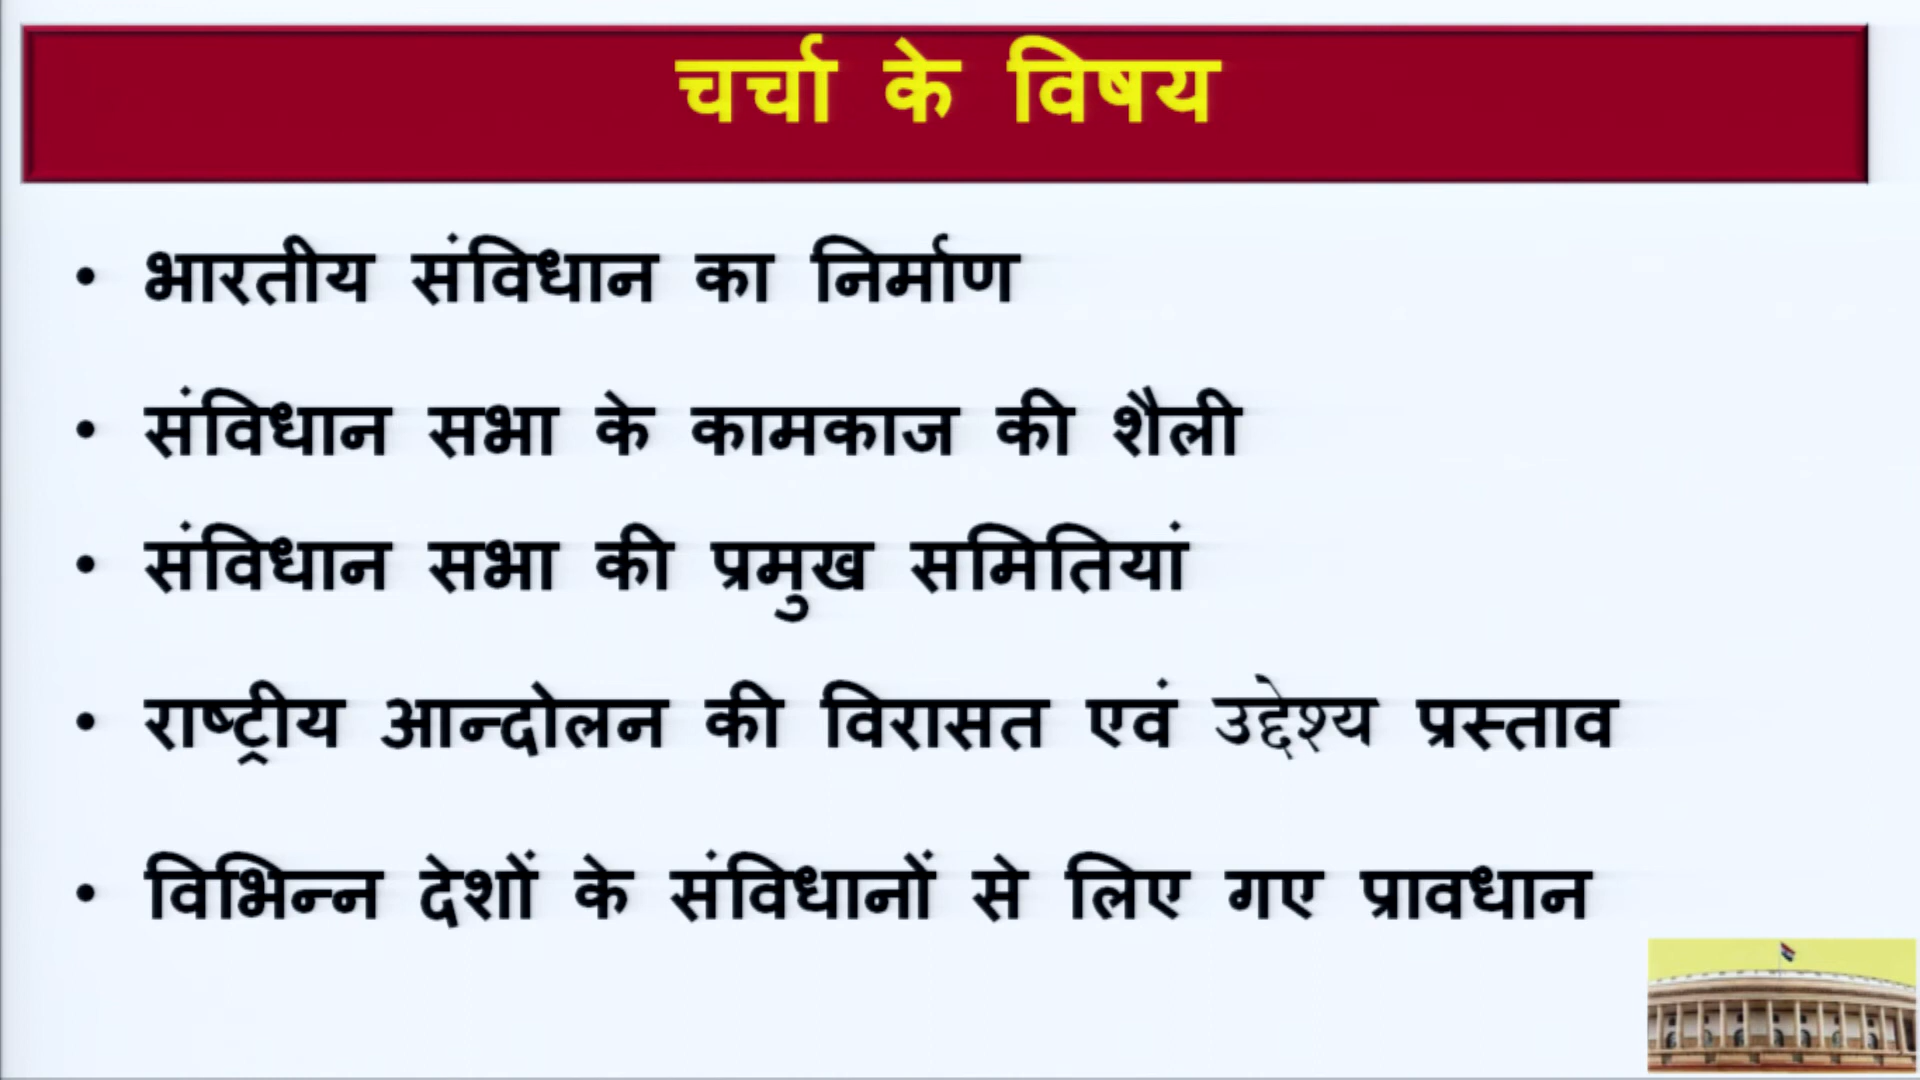 चर्चा के विषय
• भारतीय संविधान का निर्माण
• संविधान सभा के कामकाज की शैली
• संविधान सभा की प्रमुख समितियां
• राष्ट्रीय आन्दोलन की विरासत एवं उद्देश्य प्रस्ताव
• विभिन्न देशों के संविधानों से लिए गए प्रावधान